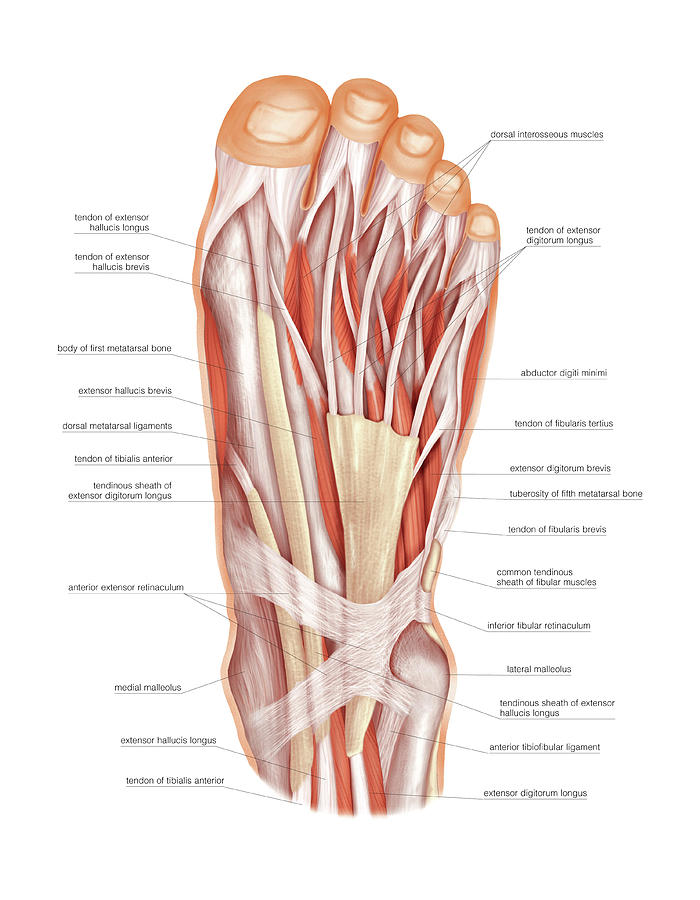 dorsal interosseous muscles
tendon of extensor
hallucis longus
tendon of extensor
digitorum longus
tendon of extensor
hallucis brevis
body of first metatarsal bone
abductor digiti minimi
extensor hallucis brevis
dorsal metatarsal ligaments
tendon of fibularis tertius
tendon of tibialis anterior
extensor digitorum brevis
tendinous sheath of
extensor digitorum longus
tuberosity of fifth metatarsal bone
tendon of fibularis brevis
common tendinous
sheath of fibular muscles
anterior extensor retinaculum
inferior fibular retinaculum
lateral malleolus
medial malleolus
tendinous sheath of extensor
hallucis longus
extensor hallucis longus
anterior tibiofibular ligament
tendon of tibialis anterior
extensor digitorum longus